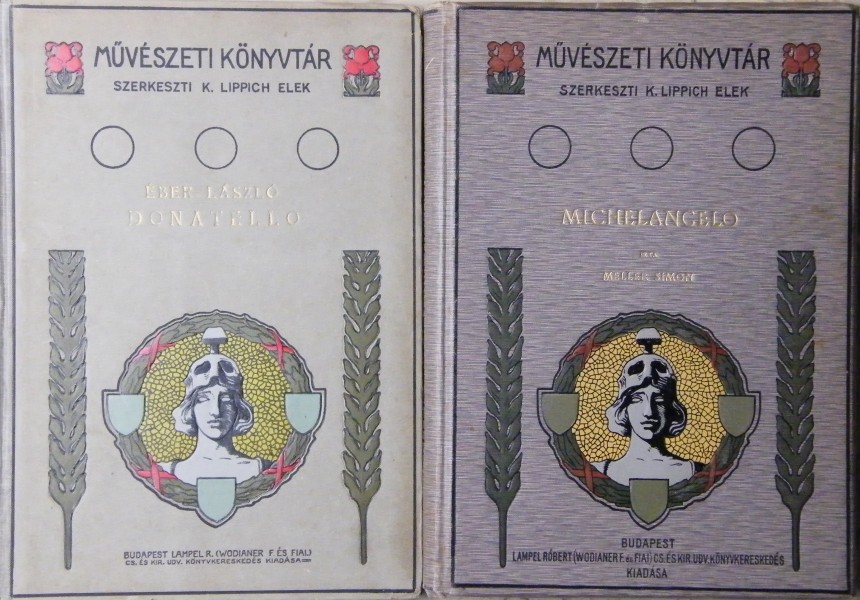 MŰVÉSZETI KÖNYVTÁR
SZERKESZTI K. LIPPICH ELEK
ÉBER LÁSZLÓ
DONATELLO
BUDAPEST LAMPEL R. (WODIANER F. ÉS FIAI.)
CS. ÉS KIR. UDV. KÖNYVKERESKEDÉS KIADÁSA
MŰVÉSZETI KÖNYVTÁR
SZERKESZTI K. LIPPICH ELEK
MICHELANGELO
IRTA
MELLER SIMON
BUDAPEST
LAMPEL RÓBERT (WODIANER F. és FIAI) CS. ÉS KIR. UDV. KÖNYVKERESKEDÉS
KIADÁSA